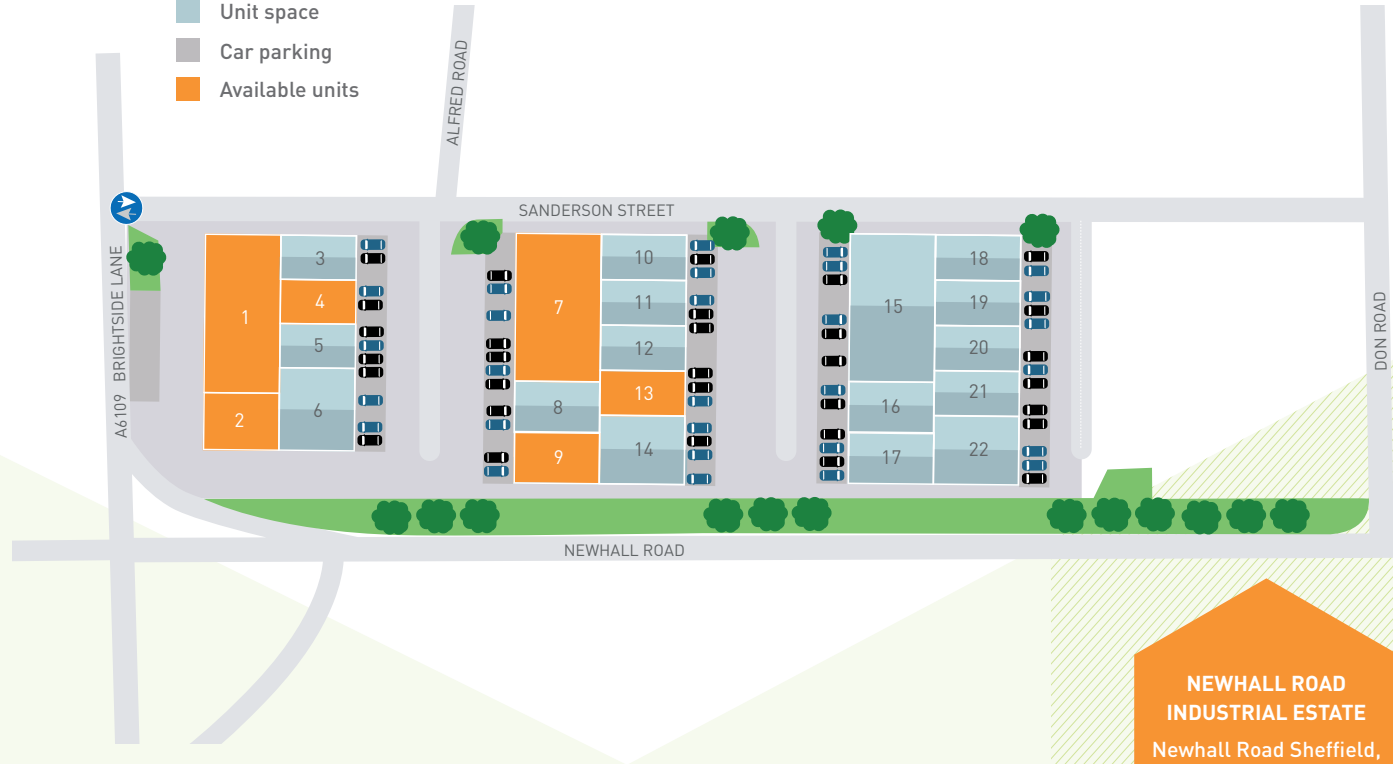 Unit space
Car parking
Available units
ALFRED ROAD
SANDERSON STREET
A6109 BRIGHTSIDE LANE
DON ROAD
1
2
3
4
5
6
7
8
9
10
11
12
13
14
15
16
17
18
19
20
21
22
NEWHALL ROAD
NEWHALL ROAD
INDUSTRIAL ESTATE
Newhall Road Sheffield,